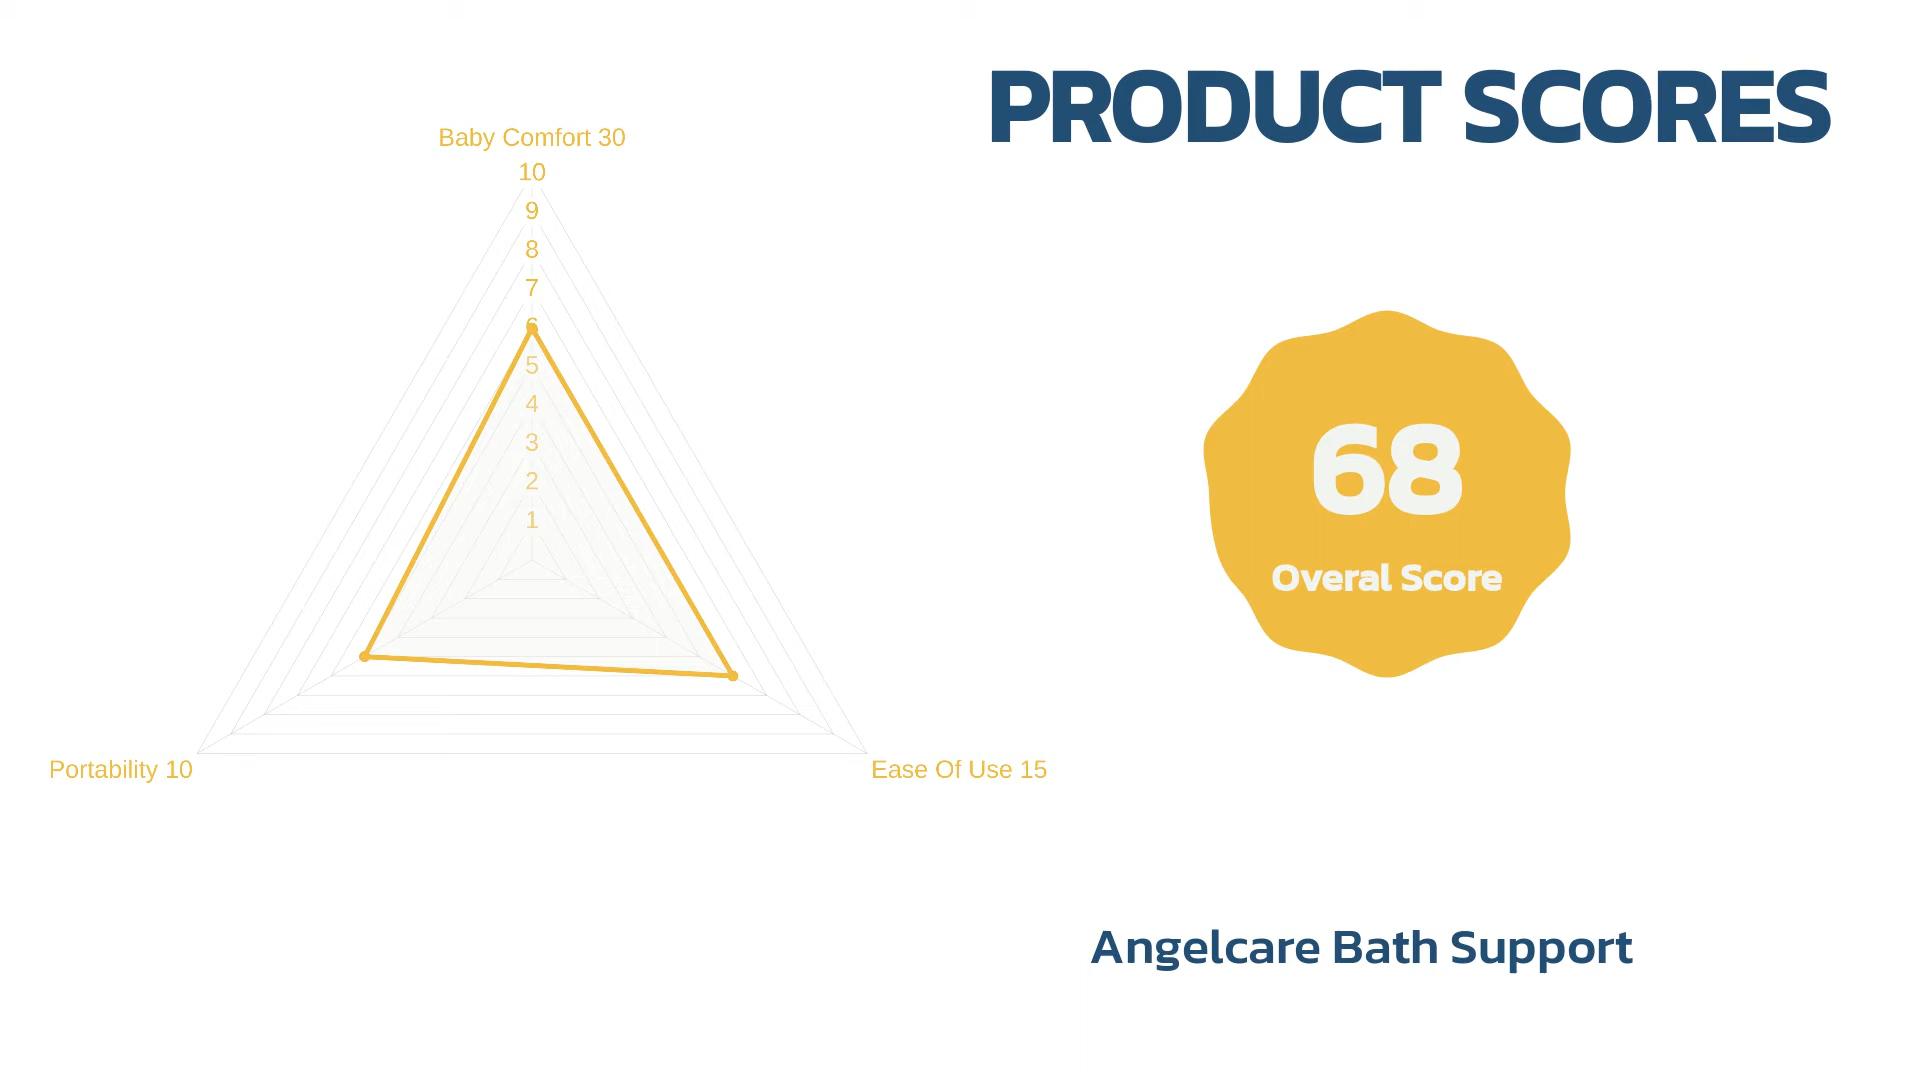 PRODUCT SCORES
Baby Comfort 30
10
9
8
7
6
5
4
3
2
1
Portability 10
Ease Of Use 15
68
Overal Score
Angelcare Bath Support